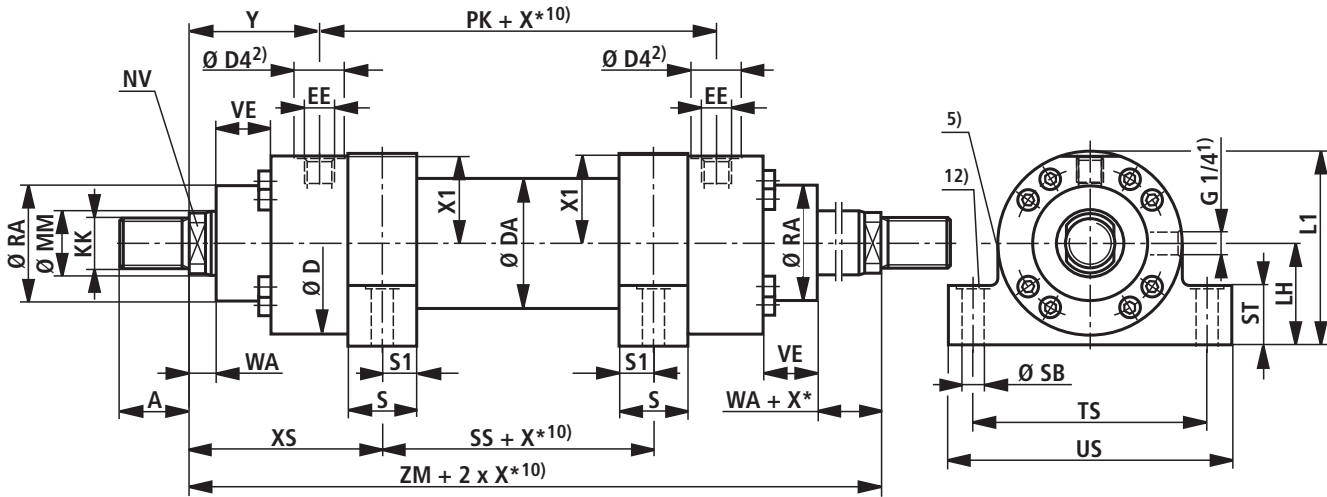 Y
PK + X*10)
Ø D42)
Ø D42)
NV
EE
EE
VE
5)
G 1/41)
12)
X1
X1
Ø RA
Ø MM
KK
Ø D
Ø DA
Ø RA
L1
LH
ST
WA
S1
S1
VE
Ø SB
A
S
S
WA + X*
TS
XS
SS + X*10)
US
ZM + 2 x X*10)